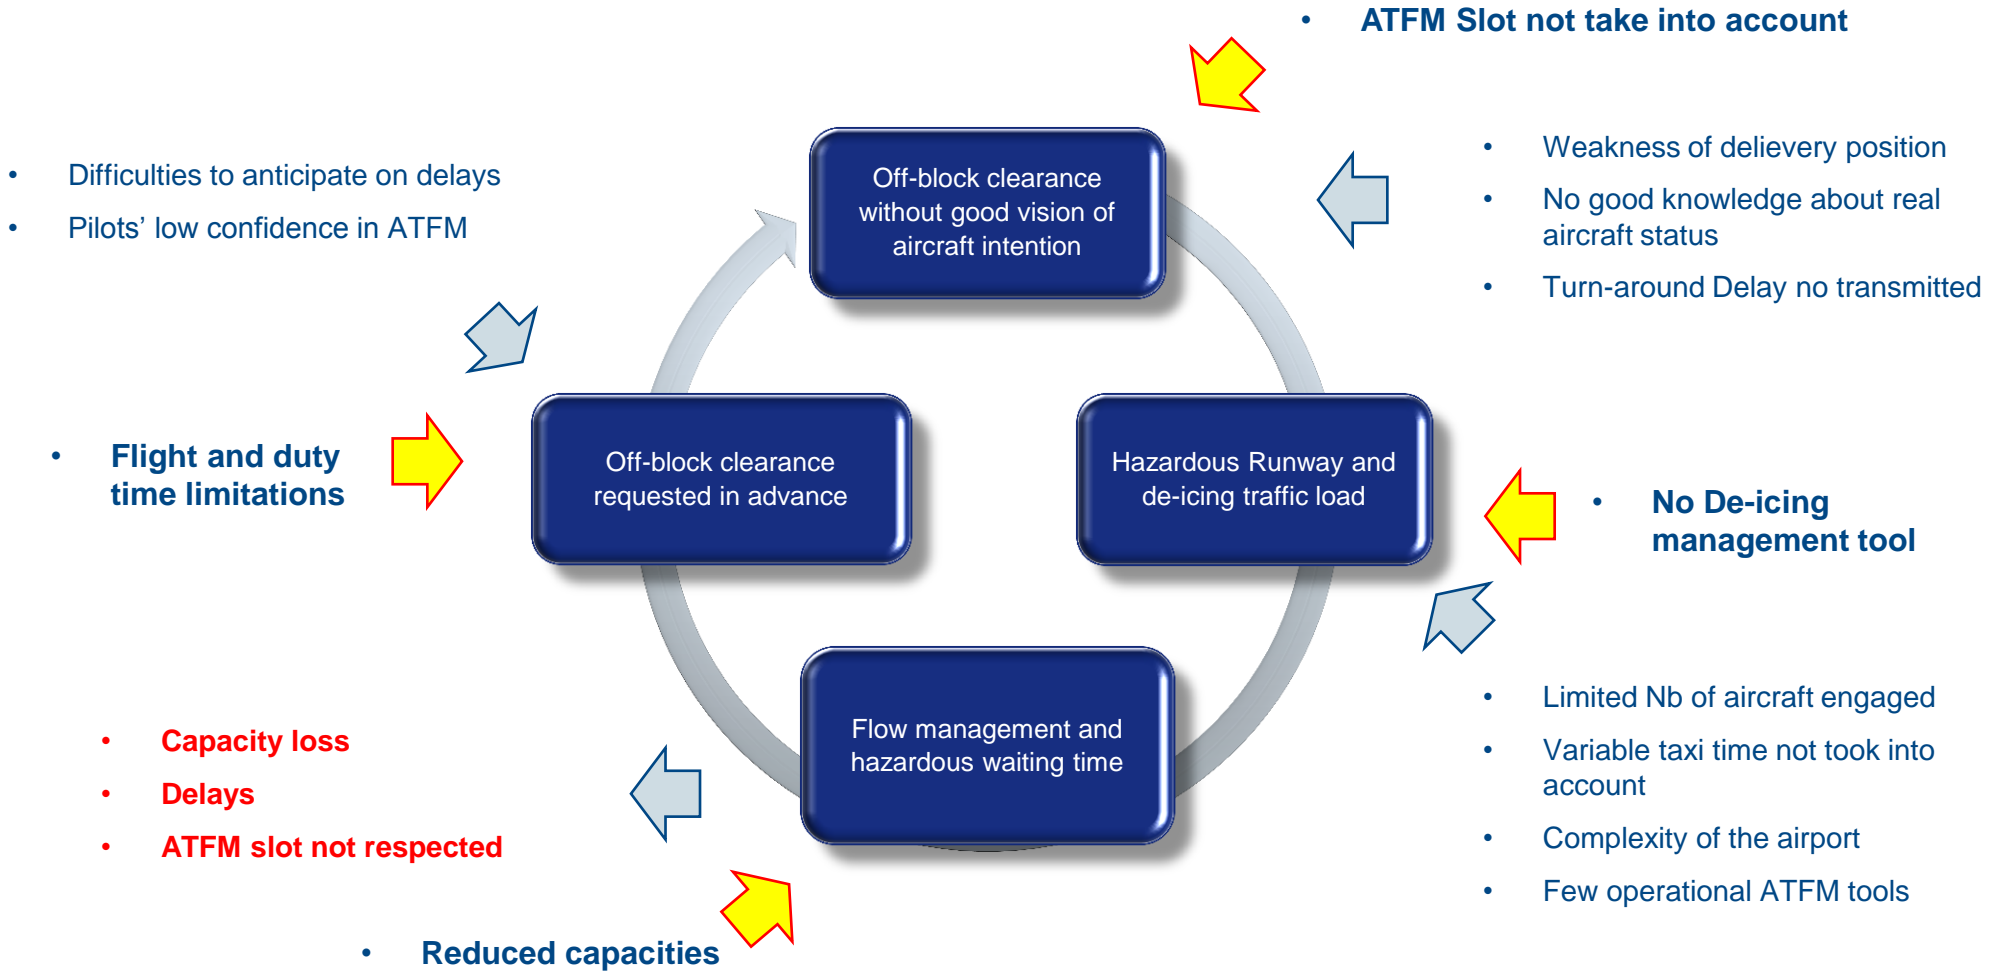 • ATFM Slot not take into account
Off-block clearance
without good vision of
aircraft intention
• Weakness of delievery position
• No good knowledge about real
aircraft status
• Turn-around Delay no transmitted
• Difficulties to anticipate on delays
• Pilots’ low confidence in ATFM
• Flight and duty
time limitations
Off-block clearance
requested in advance
Hazardous Runway and
de-icing traffic load
• No De-icing
management tool
Flow management and
hazardous waiting time
• Limited Nb of aircraft engaged
• Variable taxi time not took into
account
• Complexity of the airport
• Few operational ATFM tools
• Capacity loss
• Delays
• ATFM slot not respected
• Reduced capacities